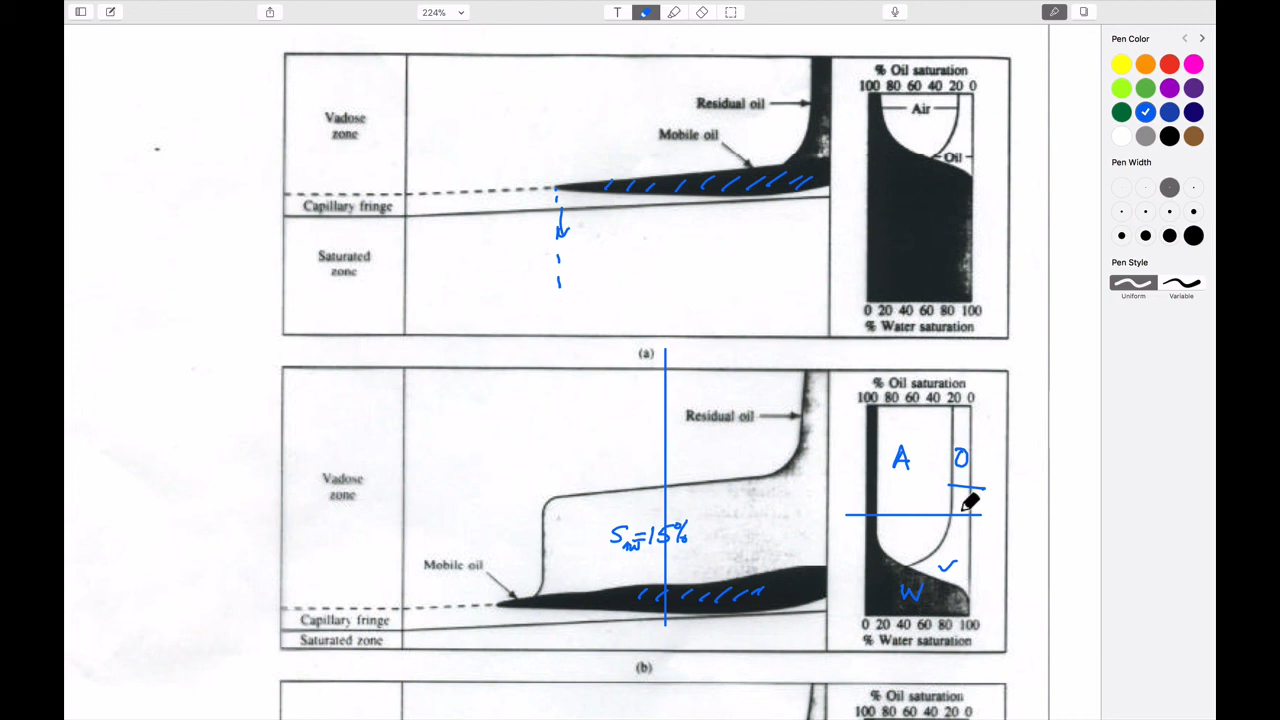 224%
T
Pen Color
Pen Width
Pen Style
Uniform
Variable
Vadose
zone
Capillary fringe
Saturated
zone
Residual oil
Mobile oil
% Oil saturation
100 80 60 40 20 0
Air
Oil
0 20 40 60 80 100
% Water saturation
(a)
Vadose
zone
Capillary fringe
Saturated zone
Residual oil
Mobile oil
Snw=15%
% Oil saturation
100 80 60 40 20 0
A
O
W
0 20 40 60 80 100
% Water saturation
(b)
% Oil saturation
100 80 60 40 20 0